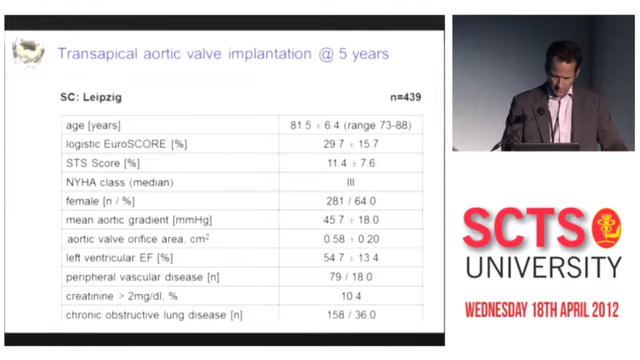 Transapical aortic valve implantation @ 5 years
SC: Leipzig n=439
age [years] 81.5 ± 6.4 (range 73-88)
logistic EuroSCORE [%] 29.7 ± 15.7
STS Score [%] 11.4 ± 7.6
NYHA class (median) III
female [n / %] 281 / 64.0
mean aortic gradient [mmHg] 45.7 ± 18.0
aortic valve orifice area, cm² 0.58 ± 0.20
left ventricular EF [%] 54.7 ± 13.4
peripheral vascular disease [n] 79 / 18.0
creatinine > 2mg/dl, % 10.4
chronic obstructive lung disease [n] 158 / 36.0
SCTS
UNIVERSITY
WEDNESDAY 18TH APRIL 2012